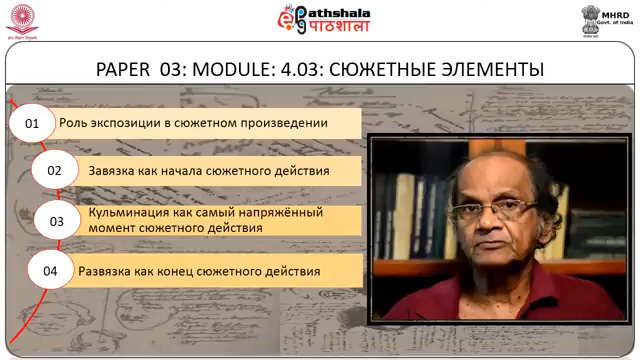 Pathshala
पाठशाला
MHRD
Govt. of India
PAPER 03: MODULE: 4.03: СЮЖЕТНЫЕ ЭЛЕМЕНТЫ
01 Роль экспозиции в сюжетном произведении
02 Завязка как начала сюжетного действия
03 Кульминация как самый напряжённый
момент сюжетного действия
04 Развязка как конец сюжетного действия